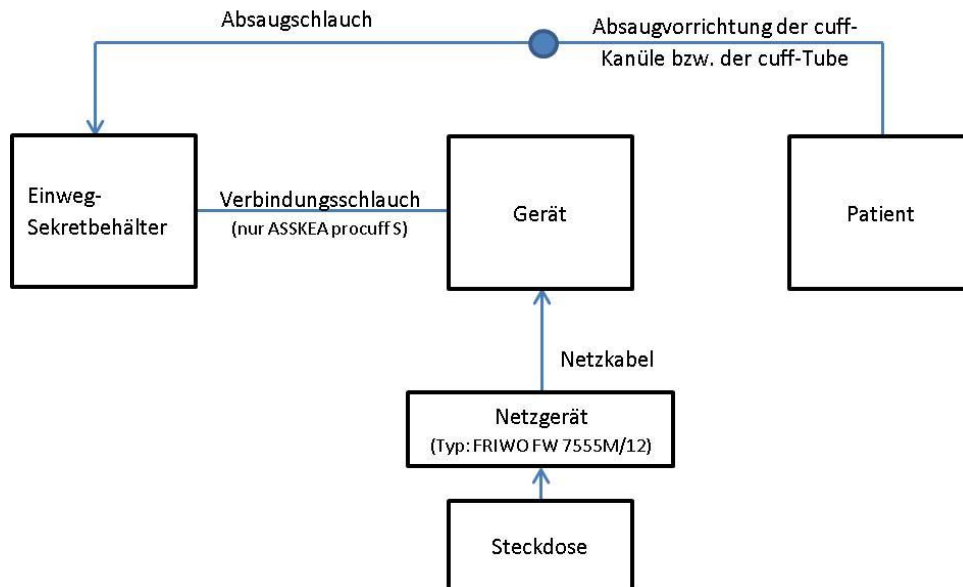 Absaugschlauch
Absaugvorrichtung der cuff-
Kanüle bzw. der cuff-Tube
Einweg-
Sekretbehälter
Verbindungsschlauch
(nur ASSKEA procuff S)
Gerät
Patient
Netzkabel
Netzgerät
(Typ: FRIWO FW 7555M/12)
Steckdose